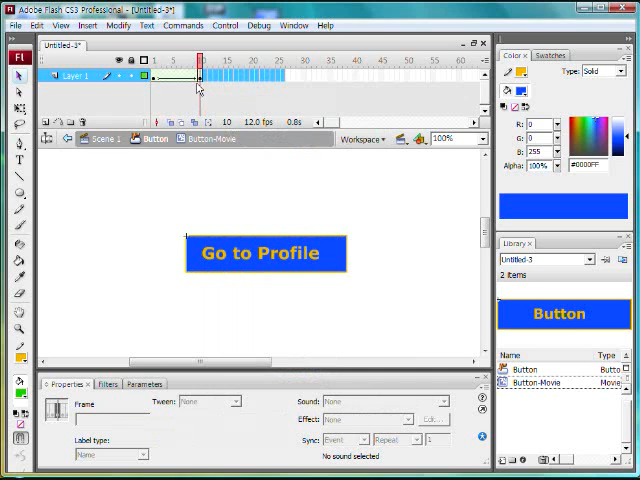 Adobe Flash CS3 Professional - [Untitled-3*]
File Edit View Insert Modify Text Commands Control Debug Window Help
Untitled-3*
1 5 10 15 20 25 30 35 40 45 50 55 60 65
Layer 1
10 12.0 fps 0.8s
Scene 1 Button Button-Movie Workspace 100%
Go to Profile
Properties Filters Parameters
Frame
Tween: None
Label type:
Name
Sound: None
Effect: None Edit...
Sync: Event Repeat 1
No sound selected
Color Swatches
Type: Solid
R: 0
G: 0
B: 255
Alpha: 100%
#0000FF
Library
Untitled-3
2 items
Button
Name Type
Button Butto
Button-Movie Movie